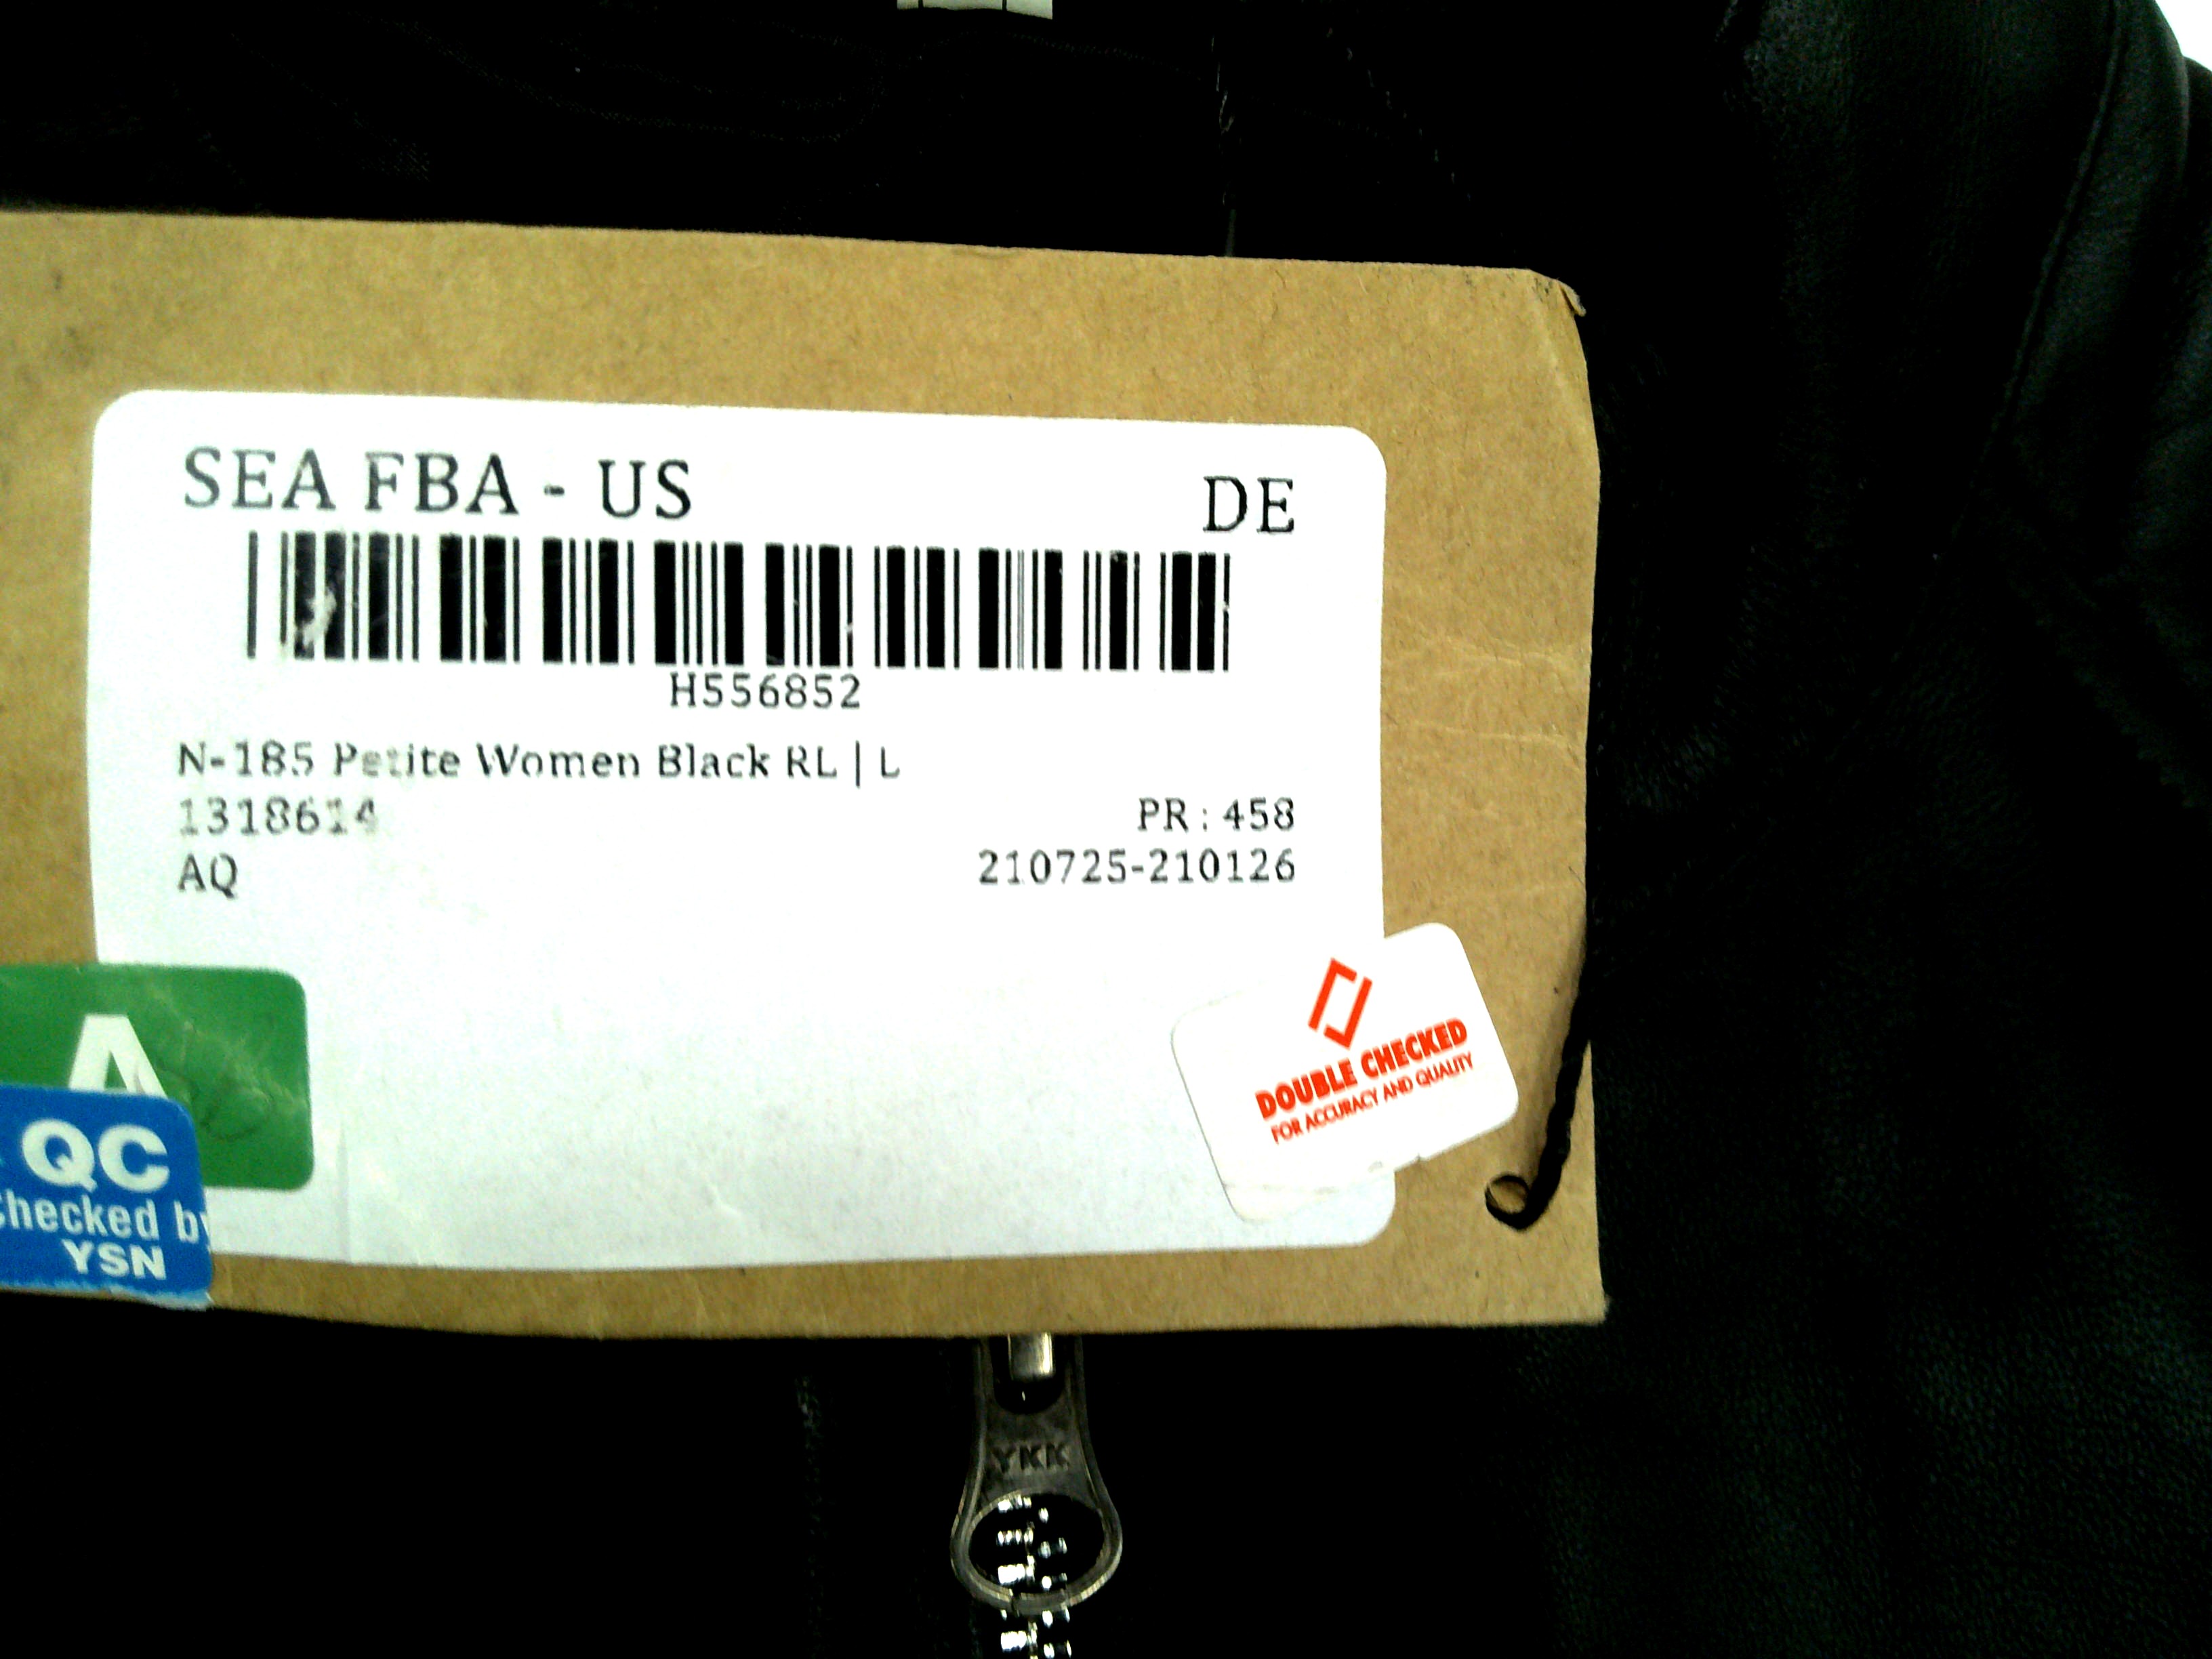 SEA FBA - US DE
H556852
N-185 Petite Women Black RL | L
1318614 PR : 458
AQ 210725-210126
A
QC
Checked by
YSN
DOUBLE CHECKED
FOR ACCURACY AND QUALITY
YKK